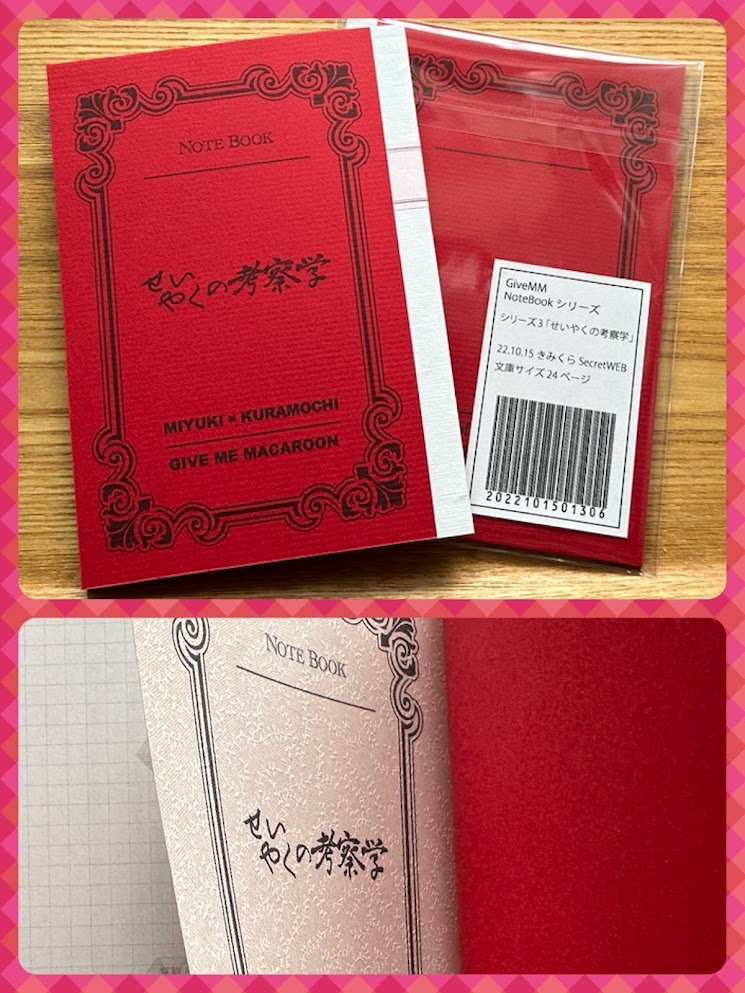 NOTE BOOK
せい
やくの考察学
MIYUKI × KURAMOCHI
GIVE ME MACAROON
GiveMM
NoteBook シリーズ
シリーズ3「せいやくの考察学」
22.10.15 きみくら SecretWEB
文庫サイズ 24 ページ
2022101501306
NOTE BOOK
せい
やくの考察学